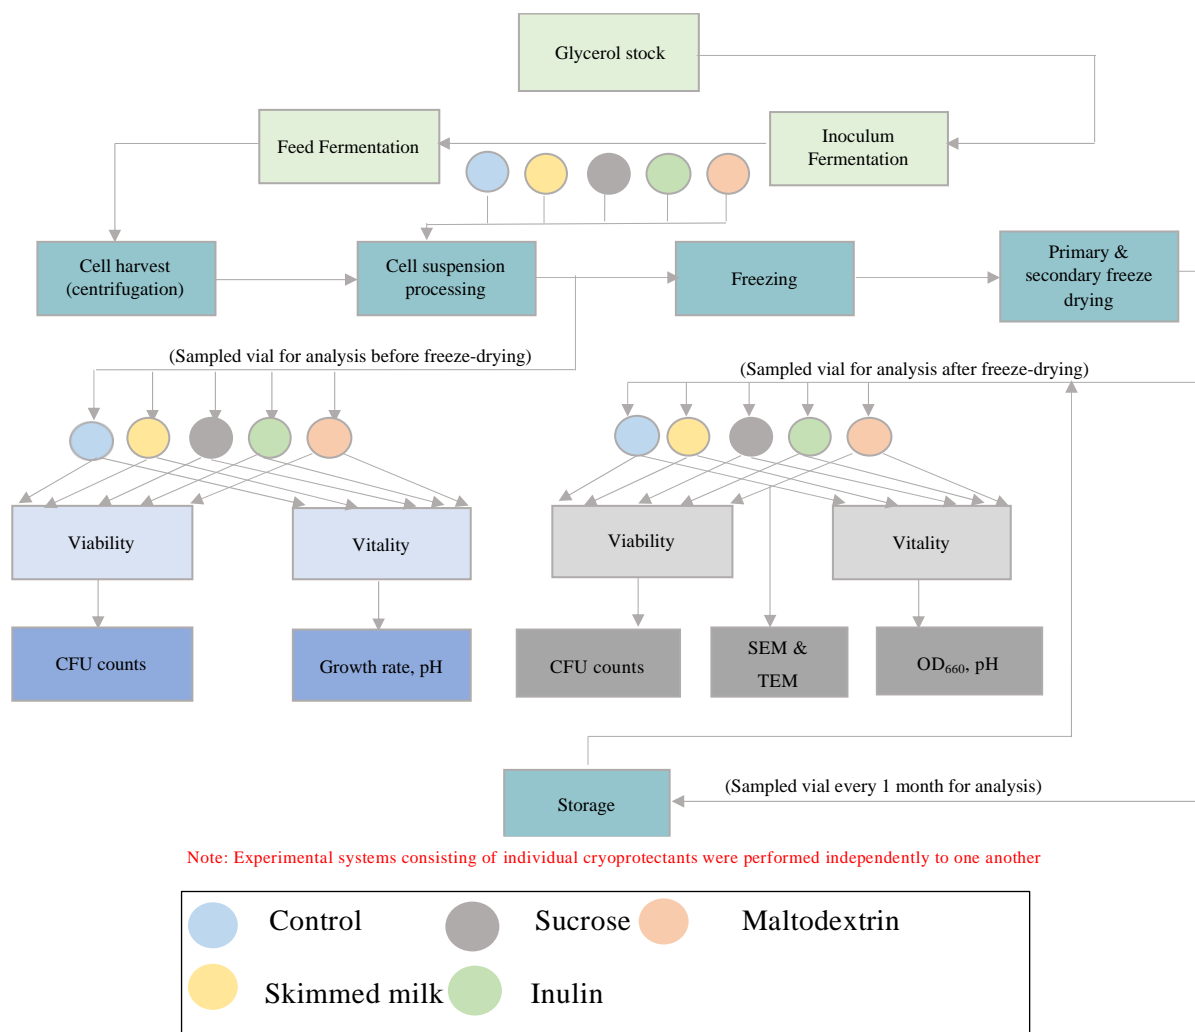 Glycerol stock
Feed Fermentation
Inoculum
Fermentation
Cell harvest
(centrifugation)
Cell suspension
processing
Freezing
Primary &
secondary freeze
drying
(Sampled vial for analysis before freeze-drying)
(Sampled vial for analysis after freeze-drying)
Viability
Vitality
Viability
Vitality
CFU counts
Growth rate, pH
CFU counts
SEM &
TEM
OD₆₆₀, pH
Storage
(Sampled vial every 1 month for analysis)
Note: Experimental systems consisting of individual cryoprotectants were performed independently to one another
Control
Sucrose
Maltodextrin
Skimmed milk
Inulin